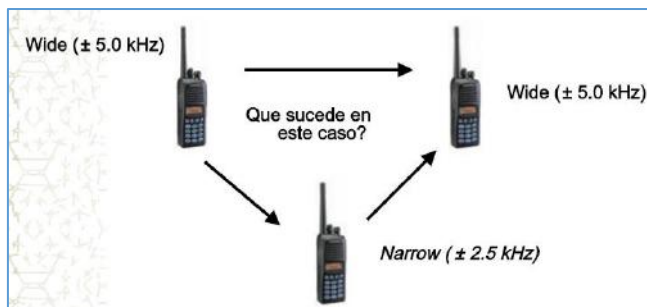 Wide (± 5.0 kHz)
Wide (± 5.0 kHz)
Que sucede en
este caso?
Narrow ( ± 2.5 kHz)